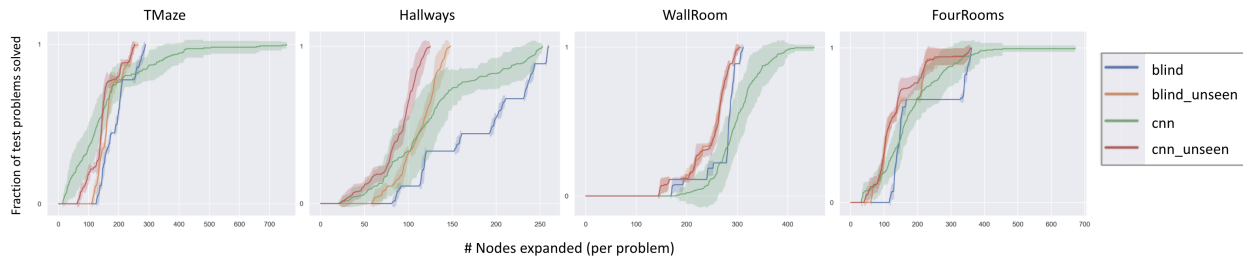 TMaze
Hallways
WallRoom
FourRooms
Fraction of test problems solved
1
0
0 100 200 300 400 500 600 700
1
0
0 50 100 150 200 250
1
0
0 100 200 300 400
1
0
0 100 200 300 400 500 600 700
# Nodes expanded (per problem)
blind
blind_unseen
cnn
cnn_unseen